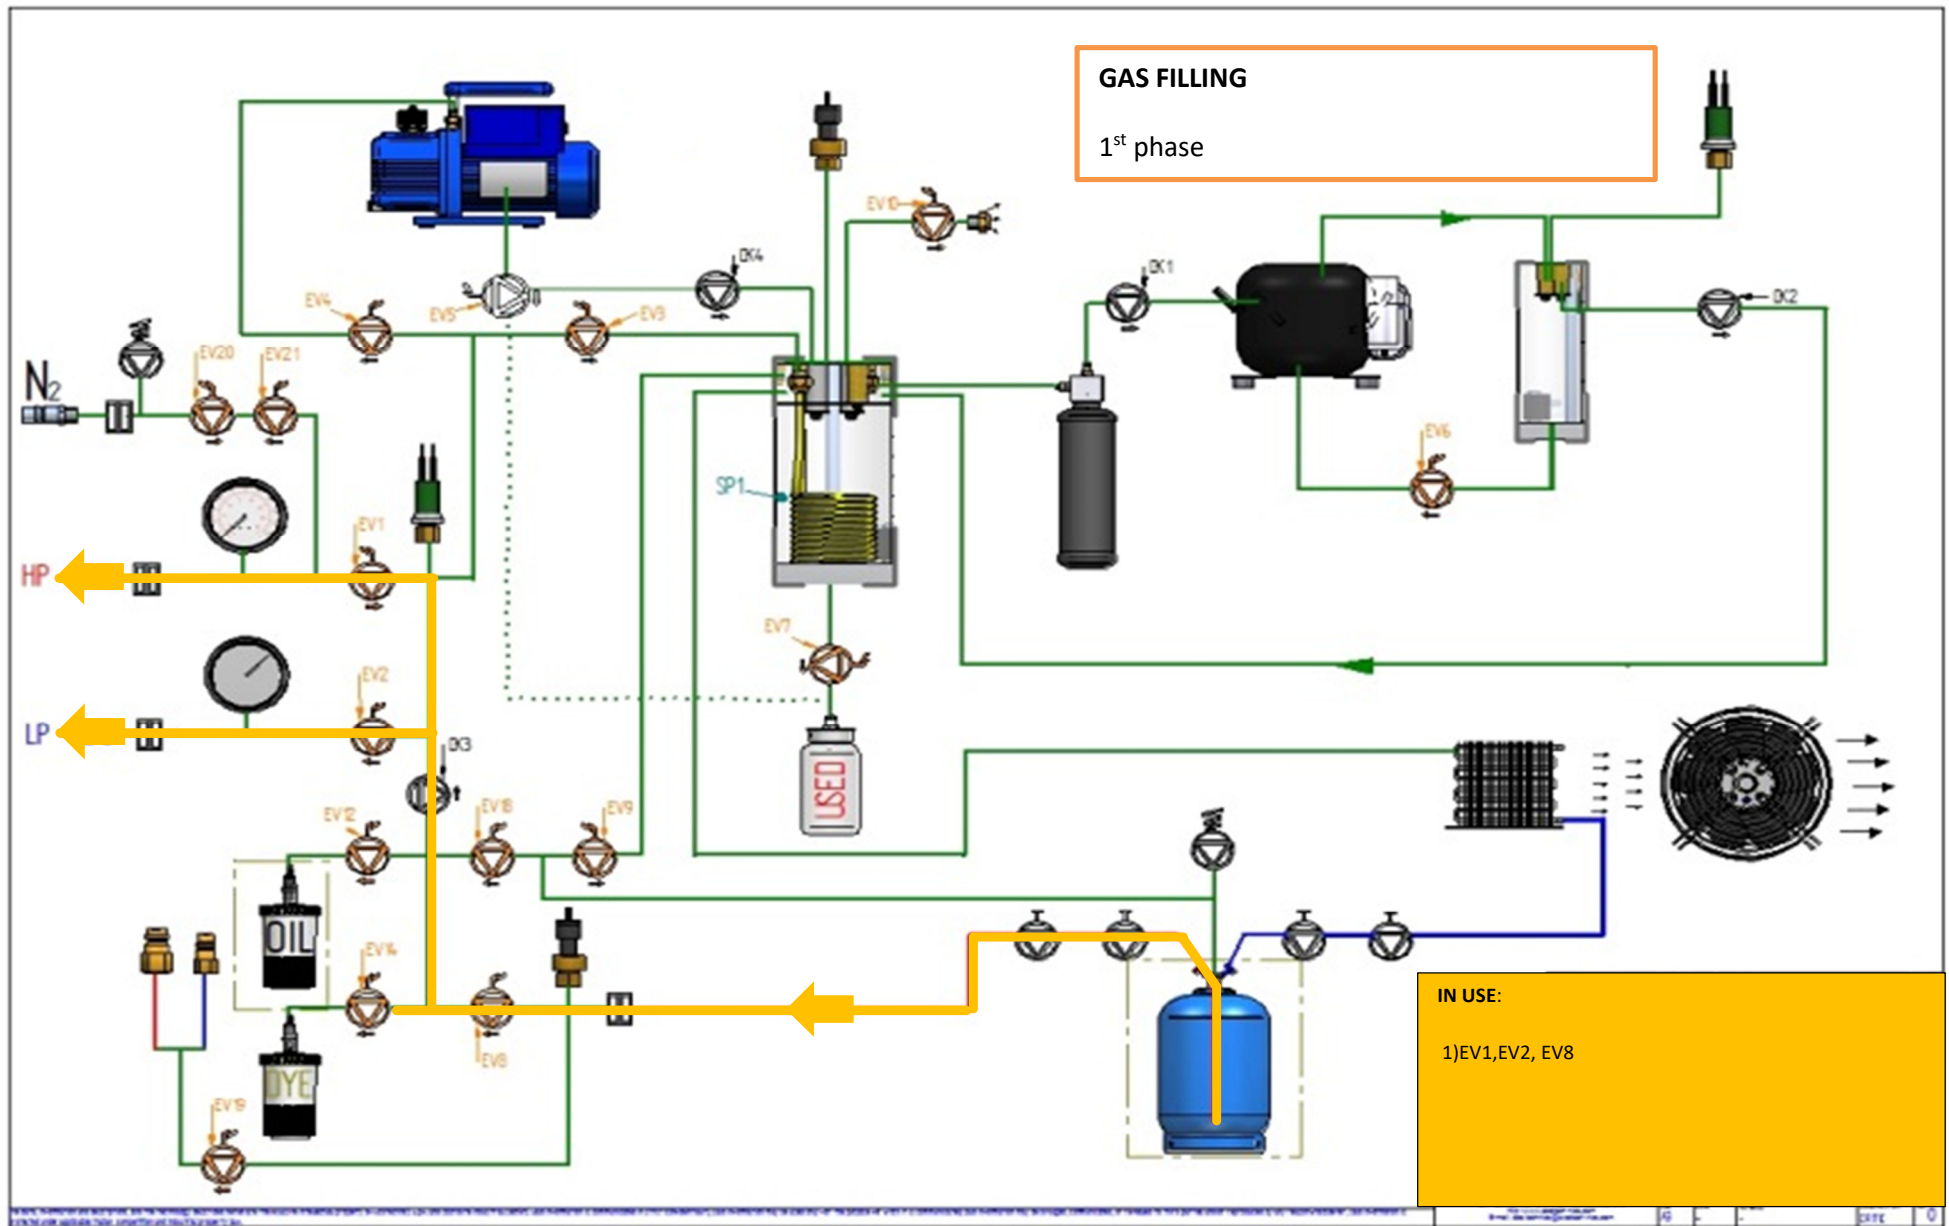 GAS FILLING
1st phase
EV10
CK4
CK1
CK2
EV4
EV5
EV3
N2
EV20
EV21
EV6
SP1
EV1
HP
EV7
EV2
LP
CK3
USED
EV12
EV18
EV9
OIL
EV14
EV8
DYE
EV19
IN USE:
1)EV1,EV2, EV8
0